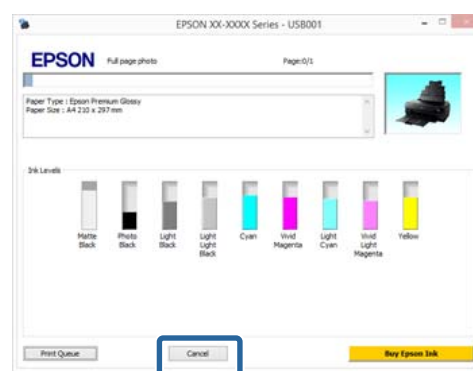 EPSON XX-XXXX Series - USB001
EPSON Full page photo Page:0/1
Paper Type : Epson Premium Glossy
Paper Size : A4 210 x 297 mm
Ink Levels
Matte Black
Photo Black
Light Black
Light Light Black
Cyan
Vivid Magenta
Light Cyan
Vivid Light Magenta
Yellow
Print Queue Cancel Buy Epson Ink